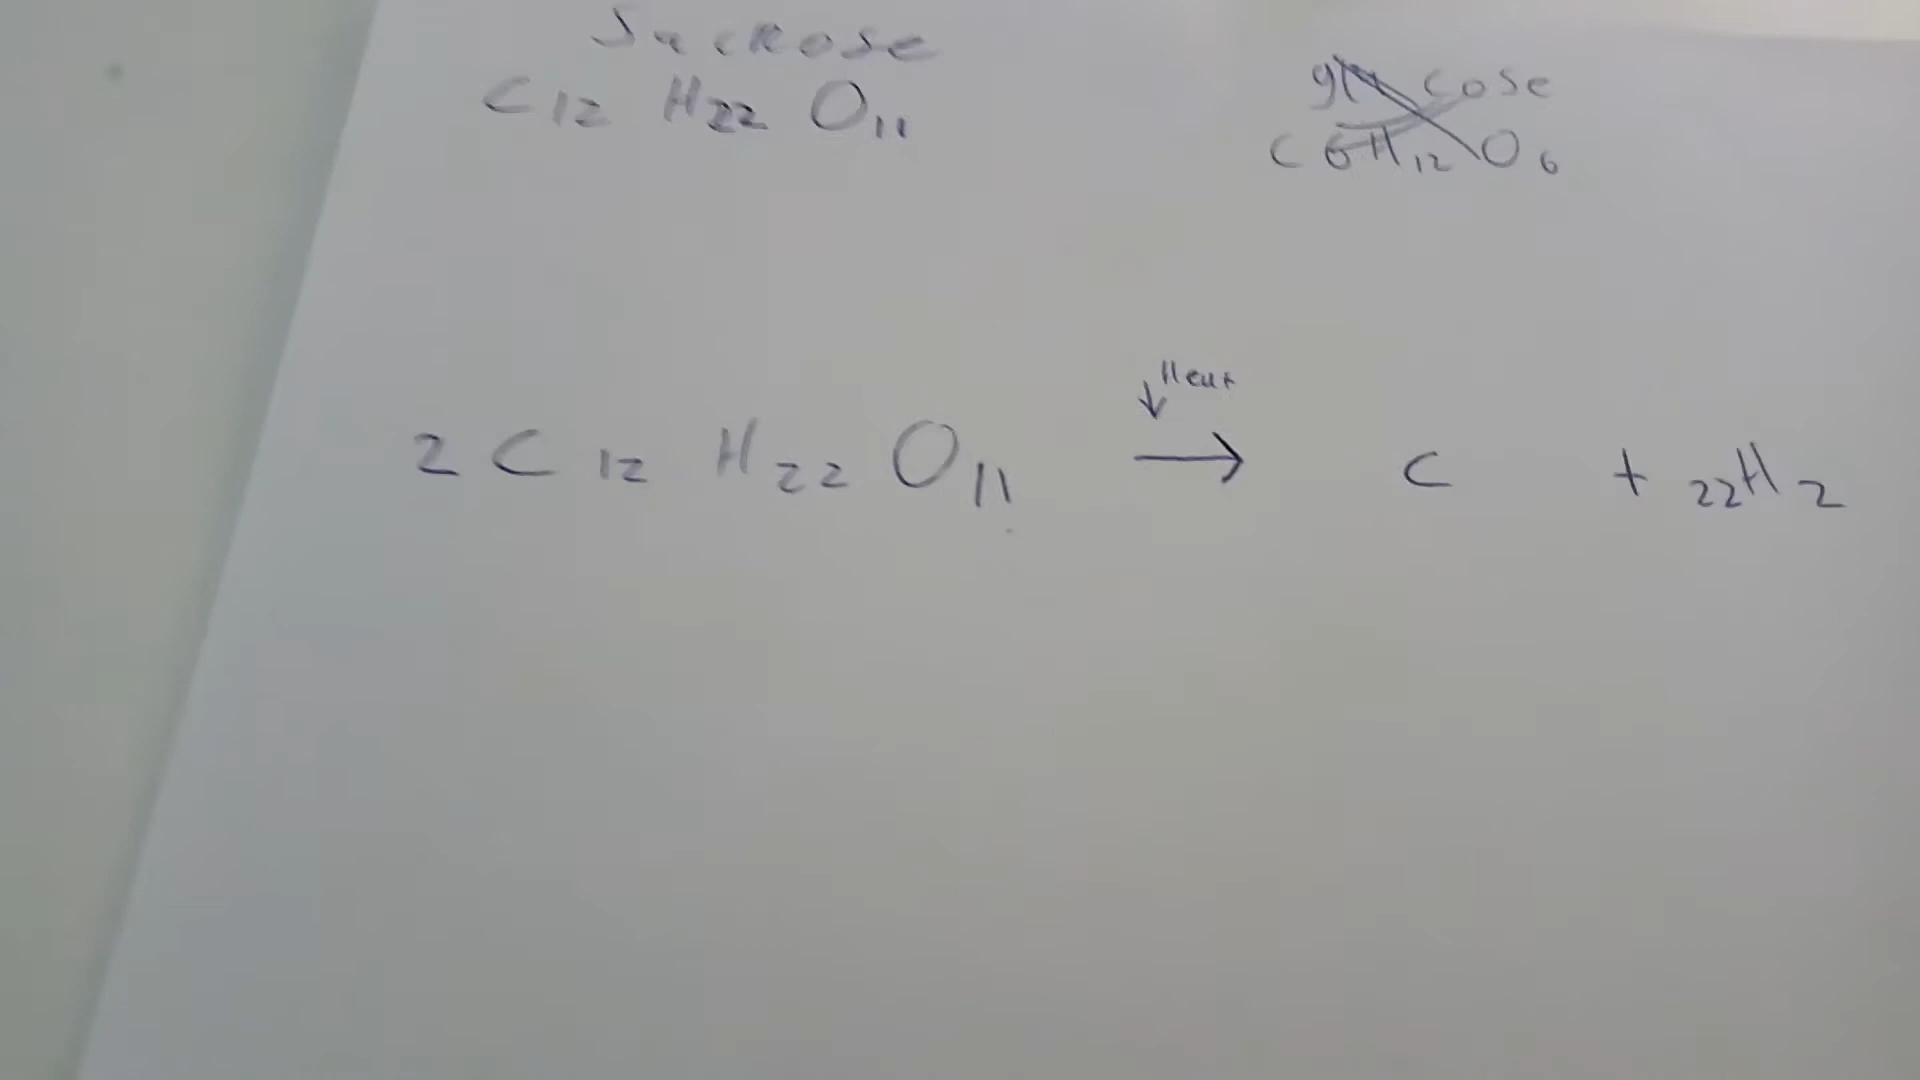 Sucrose
C12 H22 O11
glucose
C6H12O6
Heat
2 C12 H22 O11 → C + 22H2